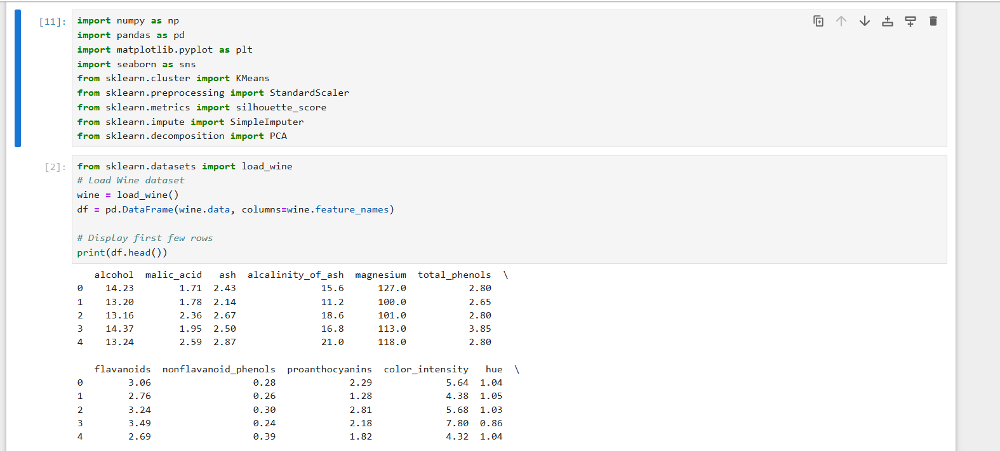 [11]: import numpy as np
import pandas as pd
import matplotlib.pyplot as plt
import seaborn as sns
from sklearn.cluster import KMeans
from sklearn.preprocessing import StandardScaler
from sklearn.metrics import silhouette_score
from sklearn.impute import SimpleImputer
from sklearn.decomposition import PCA
[2]: from sklearn.datasets import load_wine
# Load Wine dataset
wine = load_wine()
df = pd.DataFrame(wine.data, columns=wine.feature_names)
# Display first few rows
print(df.head())
alcohol malic_acid ash alcalinity_of_ash magnesium total_phenols \
0 14.23 1.71 2.43 15.6 127.0 2.80
1 13.20 1.78 2.14 11.2 100.0 2.65
2 13.16 2.36 2.67 18.6 101.0 2.80
3 14.37 1.95 2.50 16.8 113.0 3.85
4 13.24 2.59 2.87 21.0 118.0 2.80
flavanoids nonflavanoid_phenols proanthocyanins color_intensity hue \
0 3.06 0.28 2.29 5.64 1.04
1 2.76 0.26 1.28 4.38 1.05
2 3.24 0.30 2.81 5.68 1.03
3 3.49 0.24 2.18 7.80 0.86
4 2.69 0.39 1.82 4.32 1.04